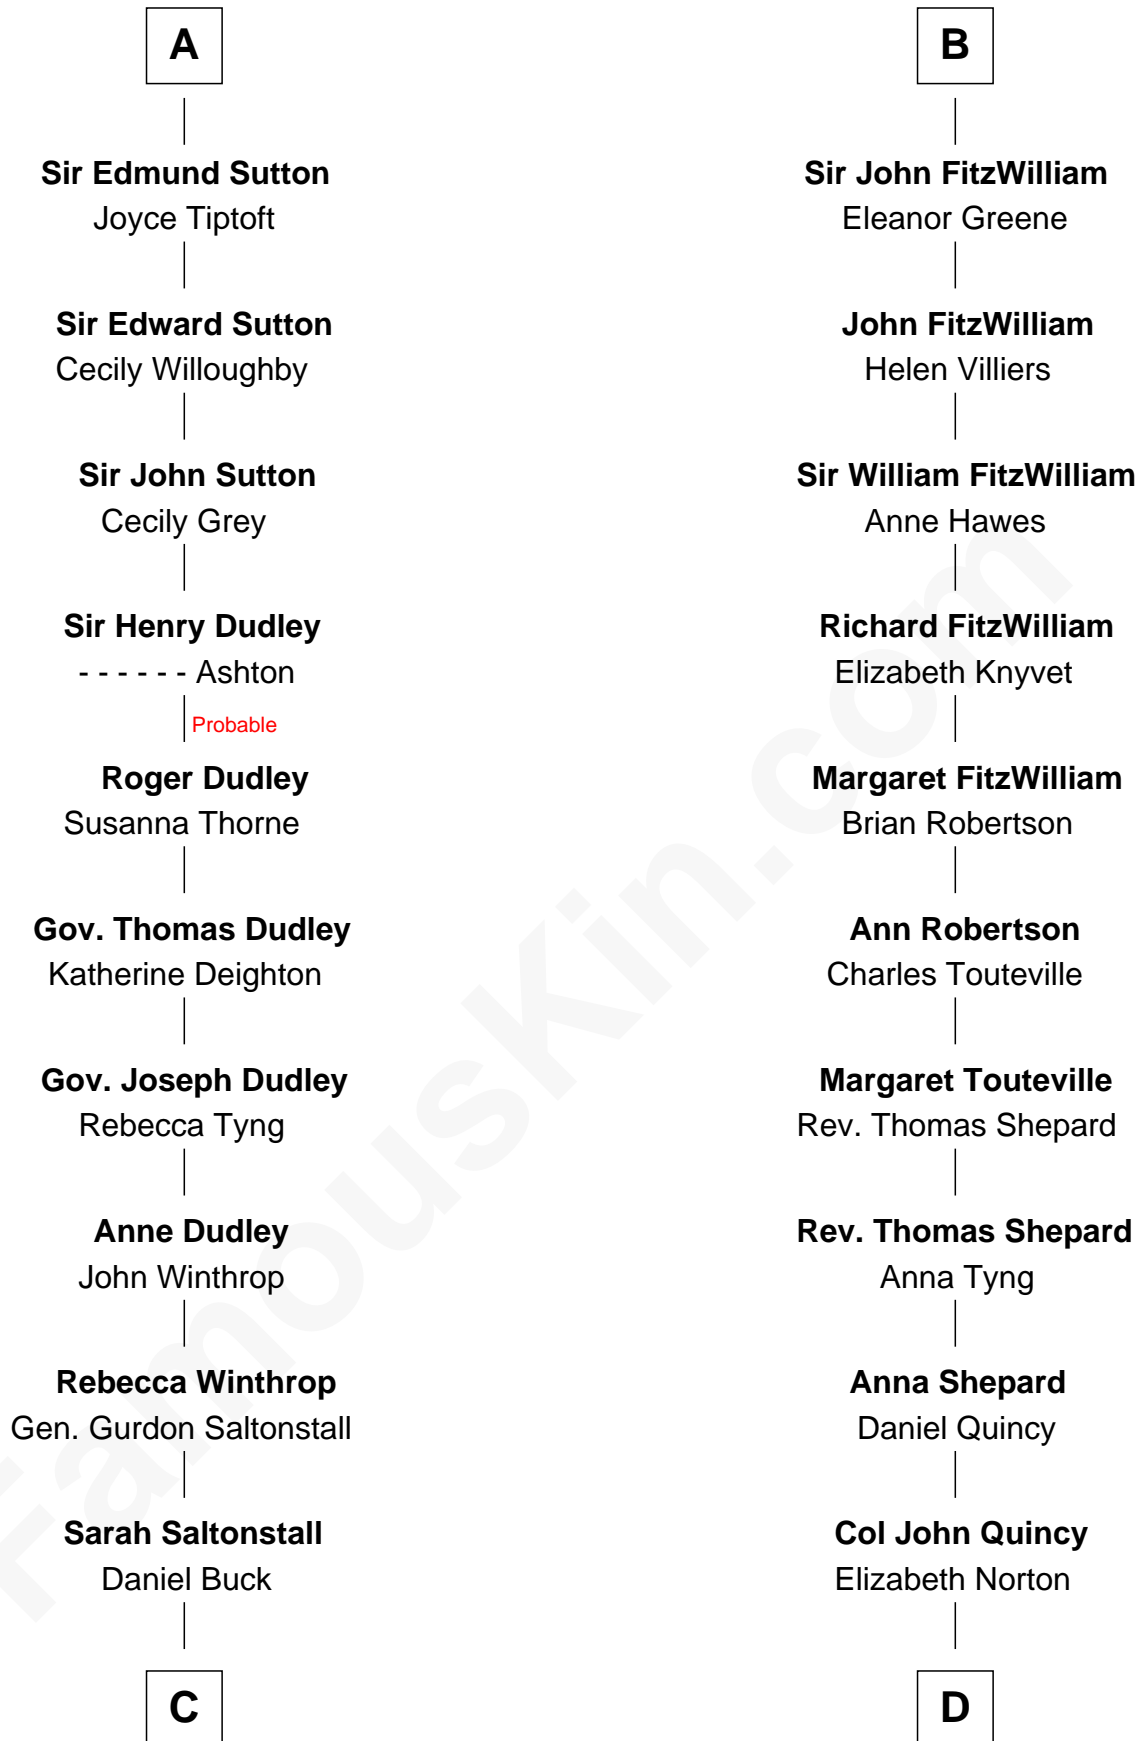 A
Sir Edmund Sutton
Joyce Tiptoft
Sir Edward Sutton
Cecily Willoughby
Sir John Sutton
Cecily Grey
Sir Henry Dudley
- - - - - - Ashton
Probable
Roger Dudley
Susanna Thorne
Gov. Thomas Dudley
Katherine Deighton
Gov. Joseph Dudley
Rebecca Tyng
Anne Dudley
John Winthrop
Rebecca Winthrop
Gen. Gurdon Saltonstall
Sarah Saltonstall
Daniel Buck
C
B
Sir John FitzWilliam
Eleanor Greene
John FitzWilliam
Helen Villiers
Sir William FitzWilliam
Anne Hawes
Richard FitzWilliam
Elizabeth Knyvet
Margaret FitzWilliam
Brian Robertson
Ann Robertson
Charles Touteville
Margaret Touteville
Rev. Thomas Shepard
Rev. Thomas Shepard
Anna Tyng
Anna Shepard
Daniel Quincy
Col John Quincy
Elizabeth Norton
D
FamousKin.com